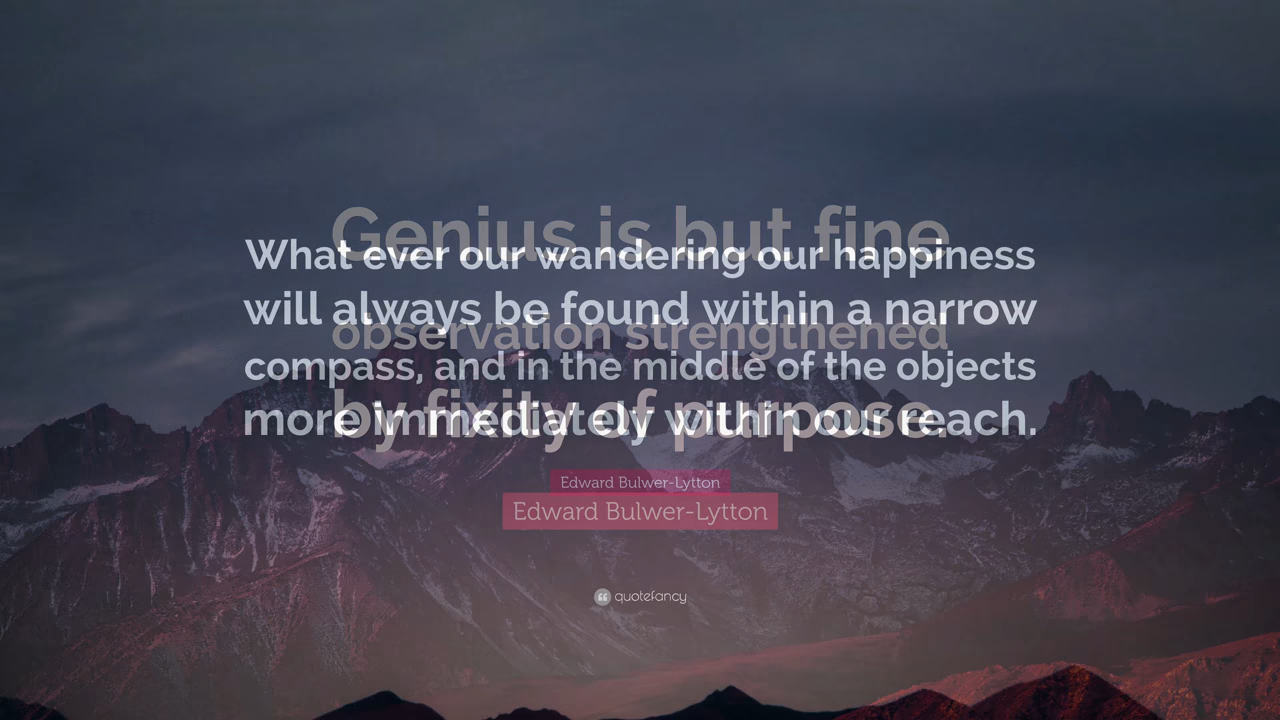 Genius is but fine
observation strengthened
by fixity of purpose.
Edward Bulwer-Lytton
What ever our wandering our happiness
will always be found within a narrow
compass, and in the middle of the objects
more immediately within our reach.
Edward Bulwer-Lytton
quotefancy